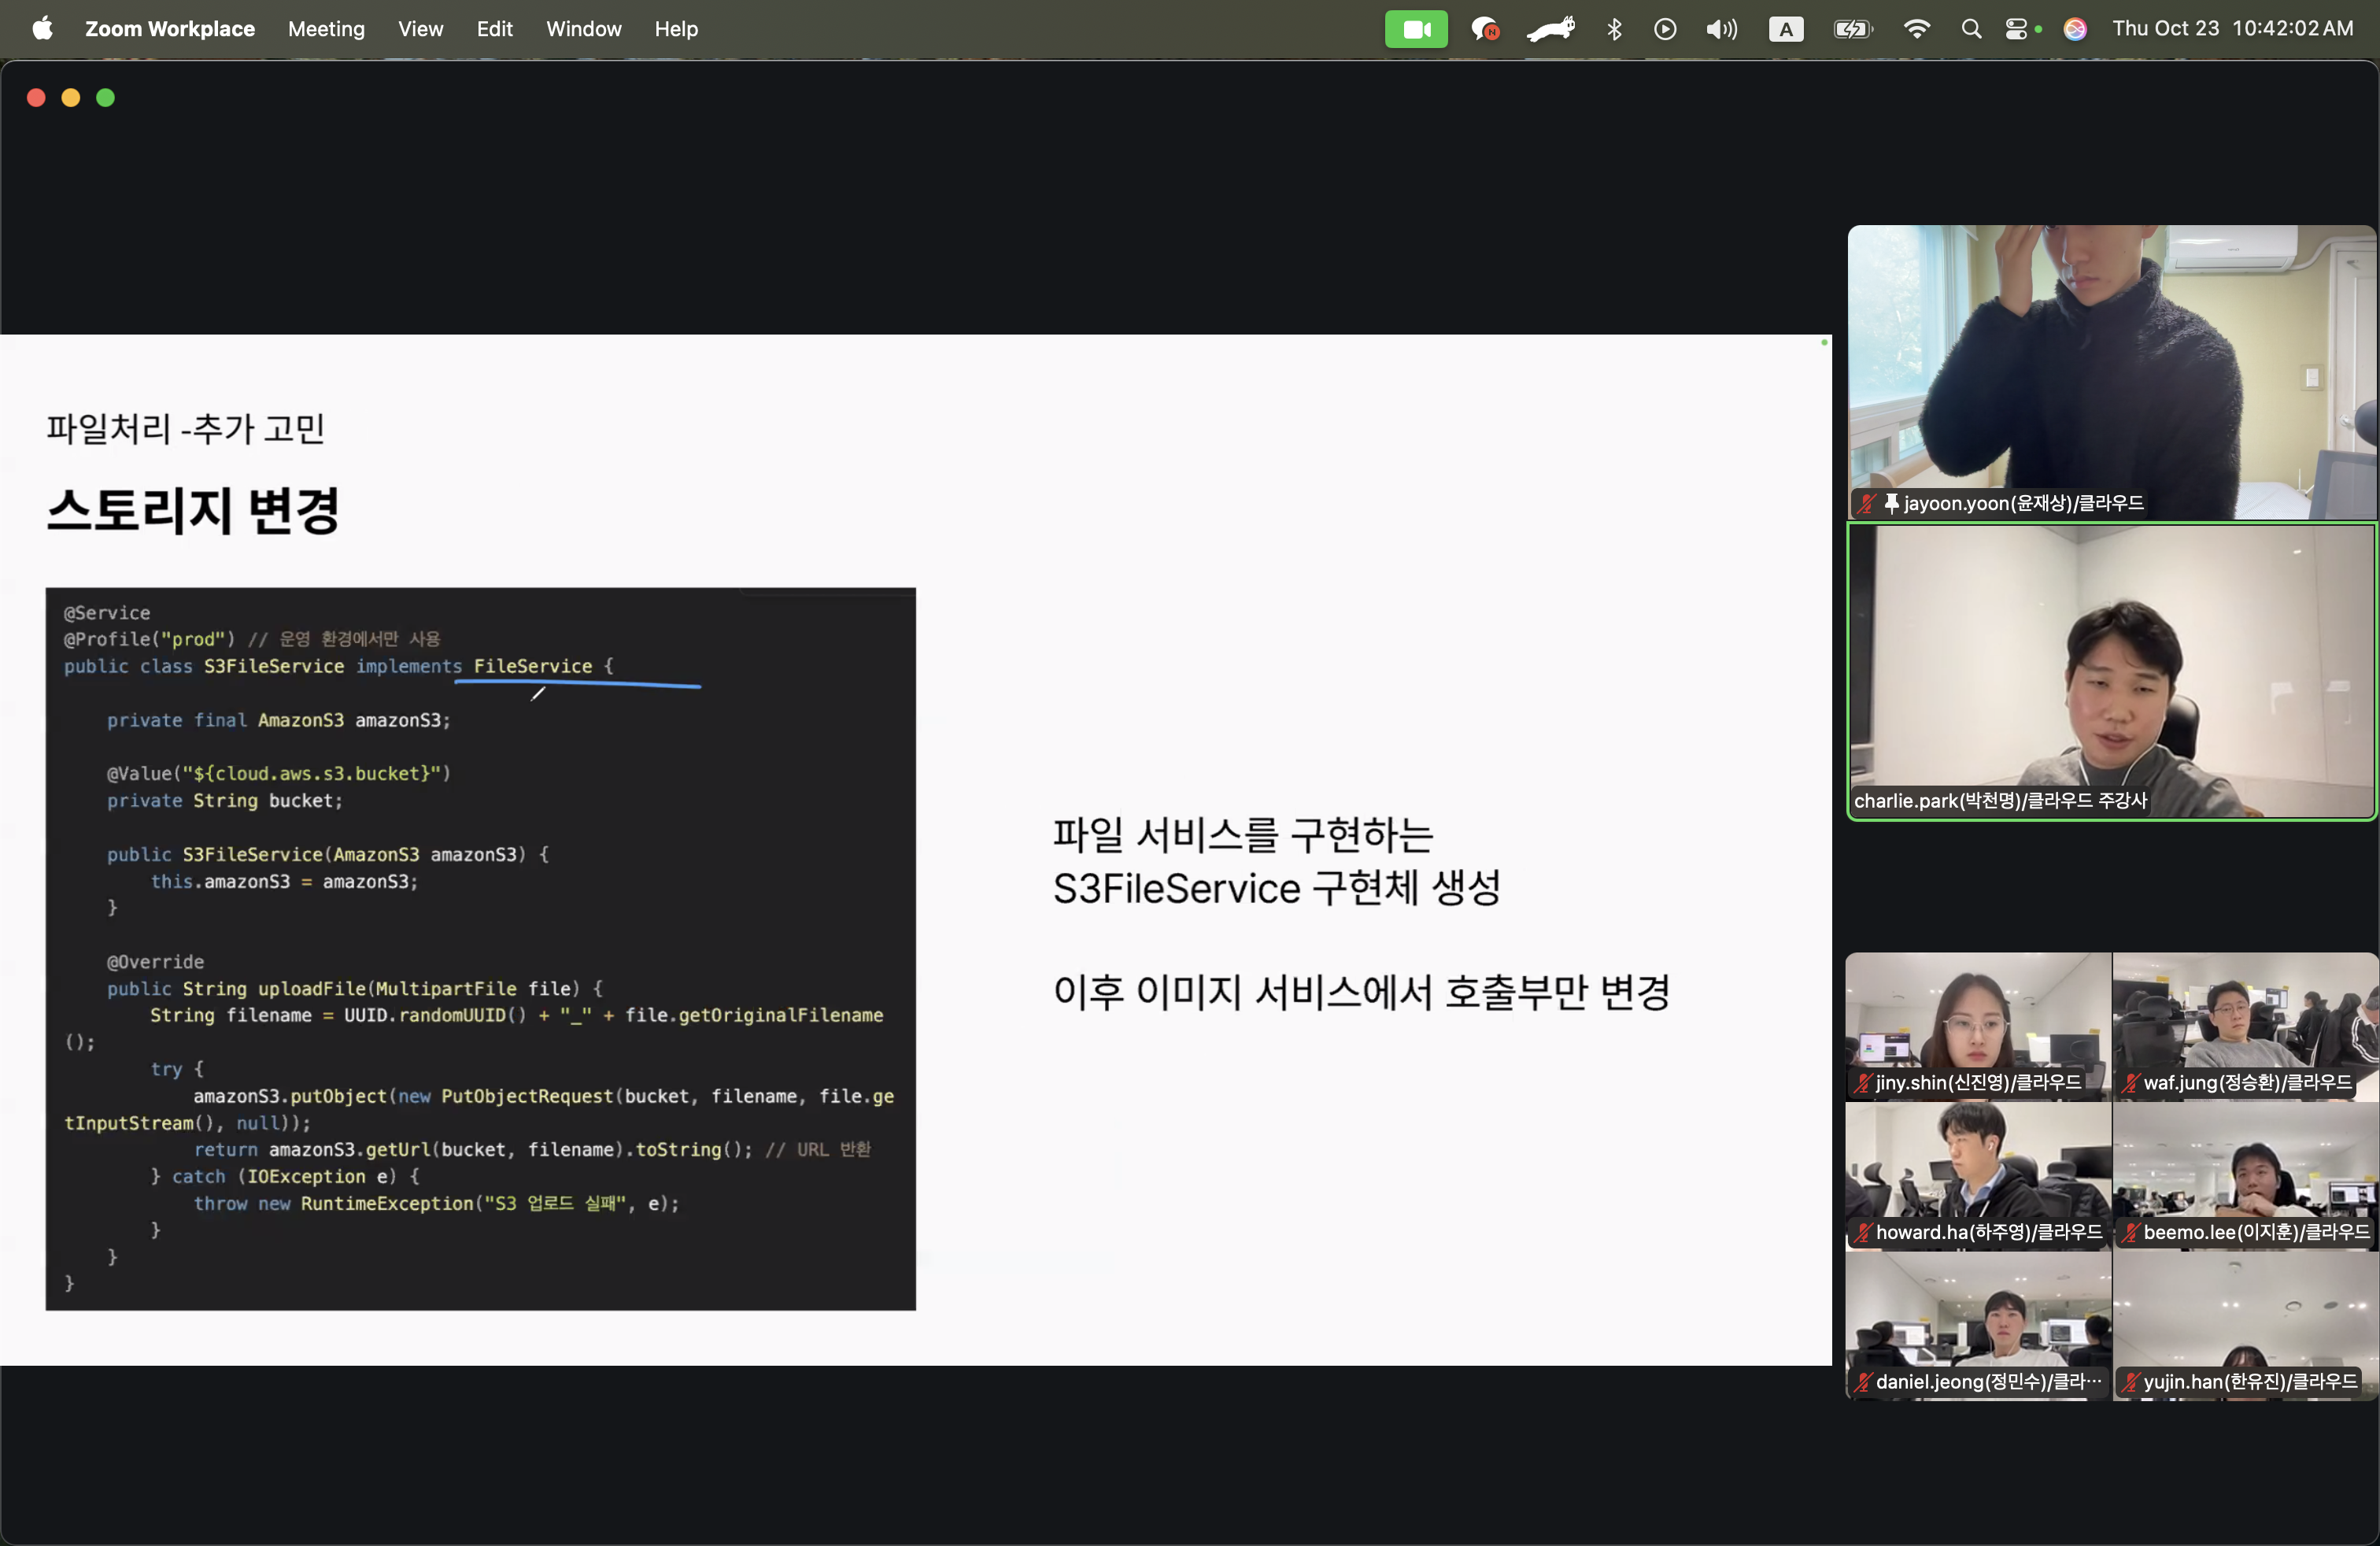 Zoom Workplace Meeting View Edit Window Help
N A Thu Oct 23 10:42:02 AM
파일처리 -추가 고민
스토리지 변경
@Service
@Profile("prod") // 운영 환경에서만 사용
public class S3FileService implements FileService {
private final AmazonS3 amazonS3;
@Value("${cloud.aws.s3.bucket}")
private String bucket;
public S3FileService(AmazonS3 amazonS3) {
this.amazonS3 = amazonS3;
}
@Override
public String uploadFile(MultipartFile file) {
String filename = UUID.randomUUID() + "_" + file.getOriginalFilename
();
try {
amazonS3.putObject(new PutObjectRequest(bucket, filename, file.ge
tInputStream(), null));
return amazonS3.getUrl(bucket, filename).toString(); // URL 반환
} catch (IOException e) {
throw new RuntimeException("S3 업로드 실패", e);
}
}
}
파일 서비스를 구현하는
S3FileService 구현체 생성
이후 이미지 서비스에서 호출부만 변경
jayoon.yoon(윤재상)/클라우드
charlie.park(박천명)/클라우드 주강사
jiny.shin(신진영)/클라우드
waf.jung(정승환)/클라우드
howard.ha(하주영)/클라우드
beemo.lee(이지훈)/클라우드
daniel.jeong(정민수)/클라…
yujin.han(한유진)/클라우드